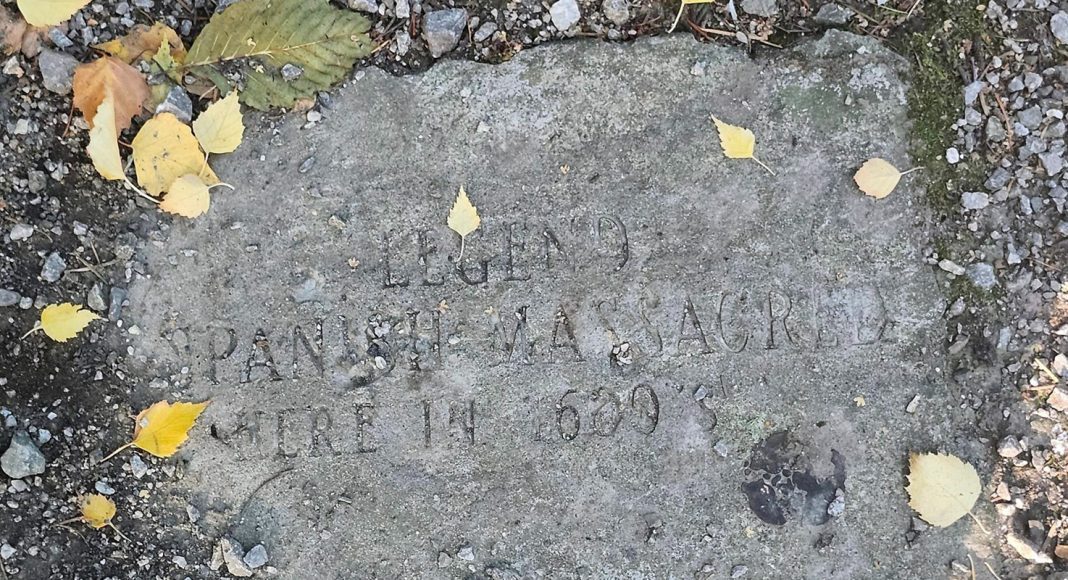 LEGEND
SPANISH MASSACRED
HERE IN 1600'S